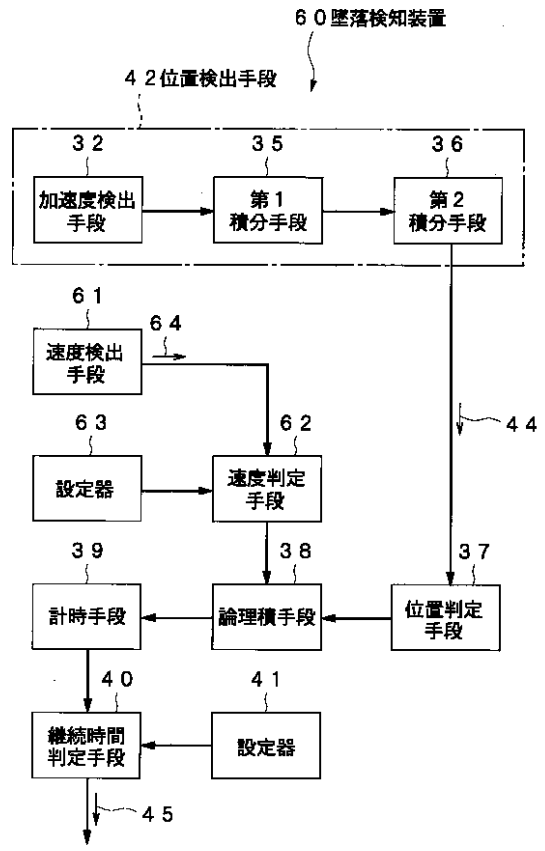 60墜落検知装置
42位置検出手段
32
35
36
加速度検出
手段
第1
積分手段
第2
積分手段
61
64
速度検出
手段
44
63
62
設定器
速度判定
手段
39
38
37
計時手段
論理積手段
位置判定
手段
40
41
継続時間
判定手段
設定器
45